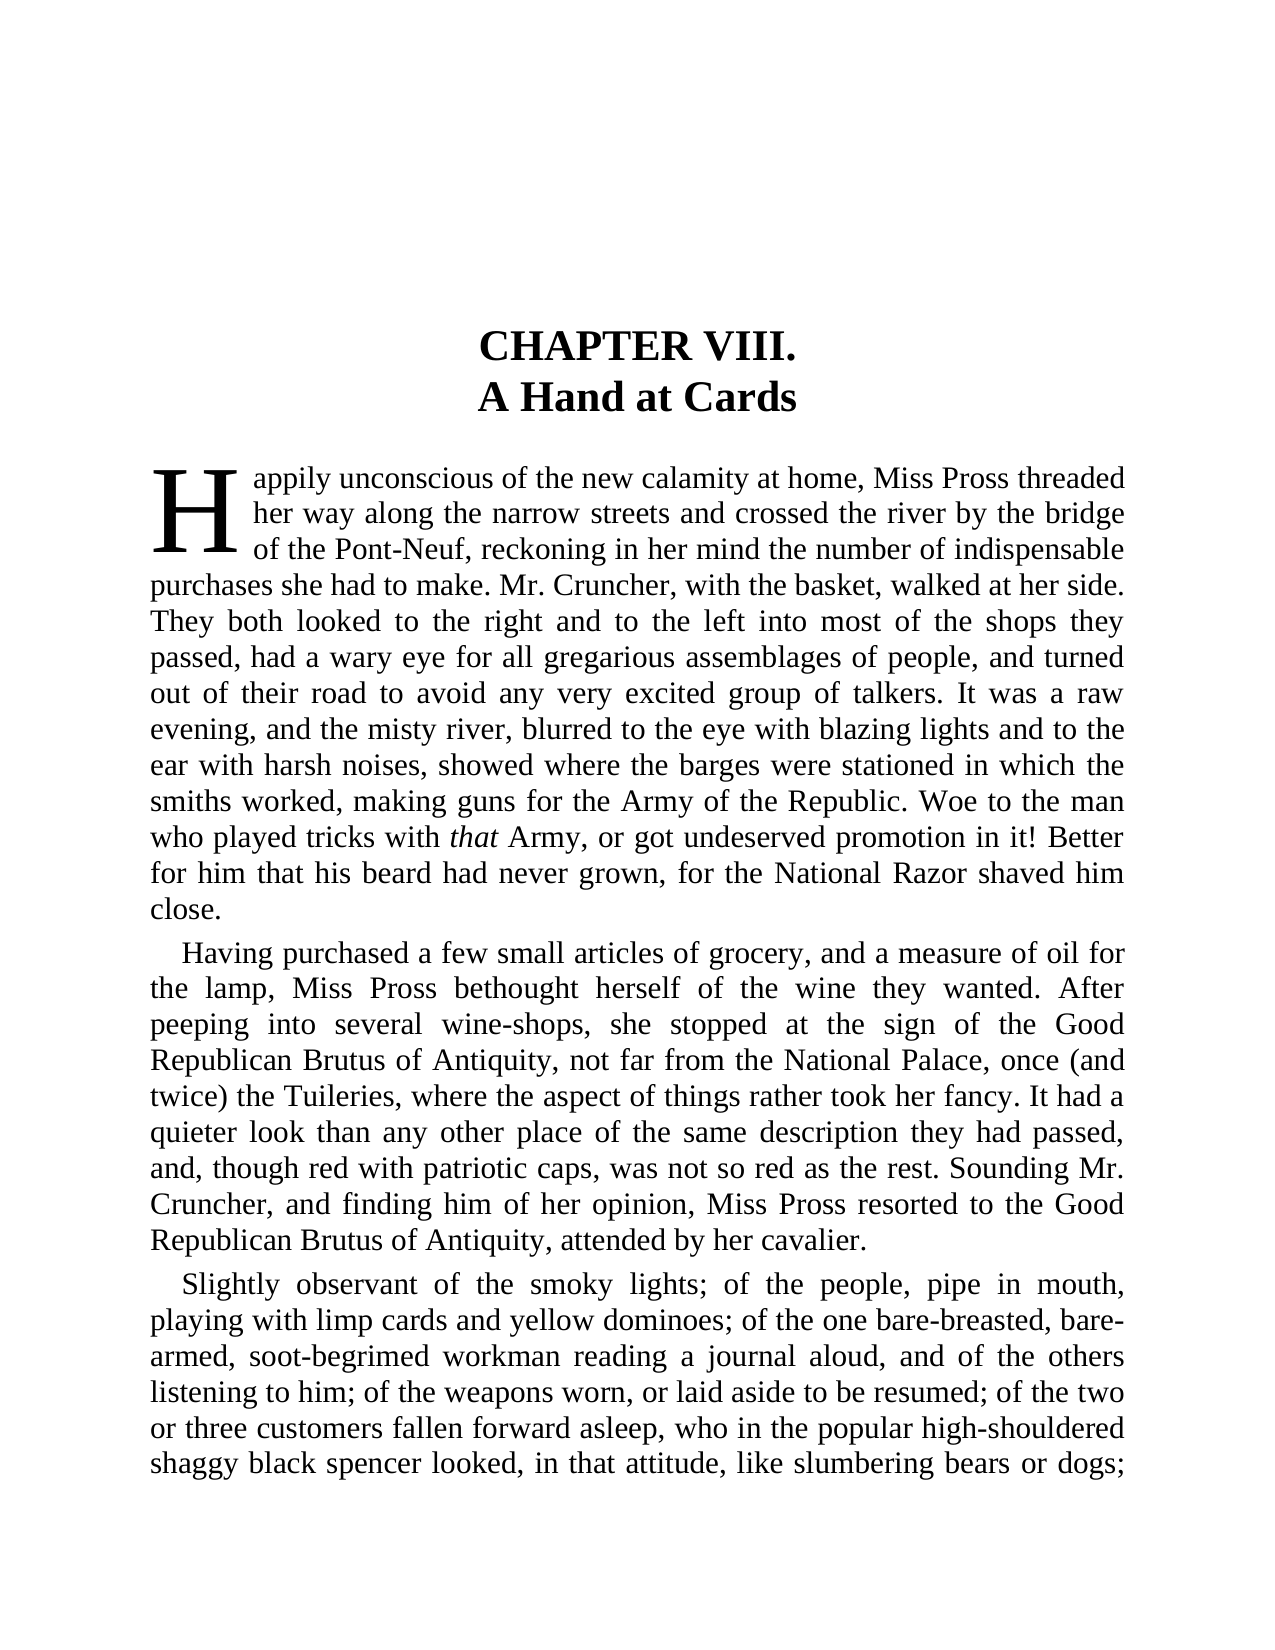 CHAPTER VIII.
A Hand at Cards
Happily unconscious of the new calamity at home, Miss Pross threaded
her way along the narrow streets and crossed the river by the bridge
of the Pont-Neuf, reckoning in her mind the number of indispensable
purchases she had to make. Mr. Cruncher, with the basket, walked at her side.
They both looked to the right and to the left into most of the shops they
passed, had a wary eye for all gregarious assemblages of people, and turned
out of their road to avoid any very excited group of talkers. It was a raw
evening, and the misty river, blurred to the eye with blazing lights and to the
ear with harsh noises, showed where the barges were stationed in which the
smiths worked, making guns for the Army of the Republic. Woe to the man
who played tricks with that Army, or got undeserved promotion in it! Better
for him that his beard had never grown, for the National Razor shaved him
close.
Having purchased a few small articles of grocery, and a measure of oil for
the lamp, Miss Pross bethought herself of the wine they wanted. After
peeping into several wine-shops, she stopped at the sign of the Good
Republican Brutus of Antiquity, not far from the National Palace, once (and
twice) the Tuileries, where the aspect of things rather took her fancy. It had a
quieter look than any other place of the same description they had passed,
and, though red with patriotic caps, was not so red as the rest. Sounding Mr.
Cruncher, and finding him of her opinion, Miss Pross resorted to the Good
Republican Brutus of Antiquity, attended by her cavalier.
Slightly observant of the smoky lights; of the people, pipe in mouth,
playing with limp cards and yellow dominoes; of the one bare-breasted, bare-
armed, soot-begrimed workman reading a journal aloud, and of the others
listening to him; of the weapons worn, or laid aside to be resumed; of the two
or three customers fallen forward asleep, who in the popular high-shouldered
shaggy black spencer looked, in that attitude, like slumbering bears or dogs;